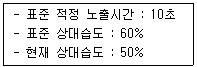 - 표준 적정 노출시간 : 10초
- 표준 상대습도 : 60%
- 현재 상대습도 : 50%